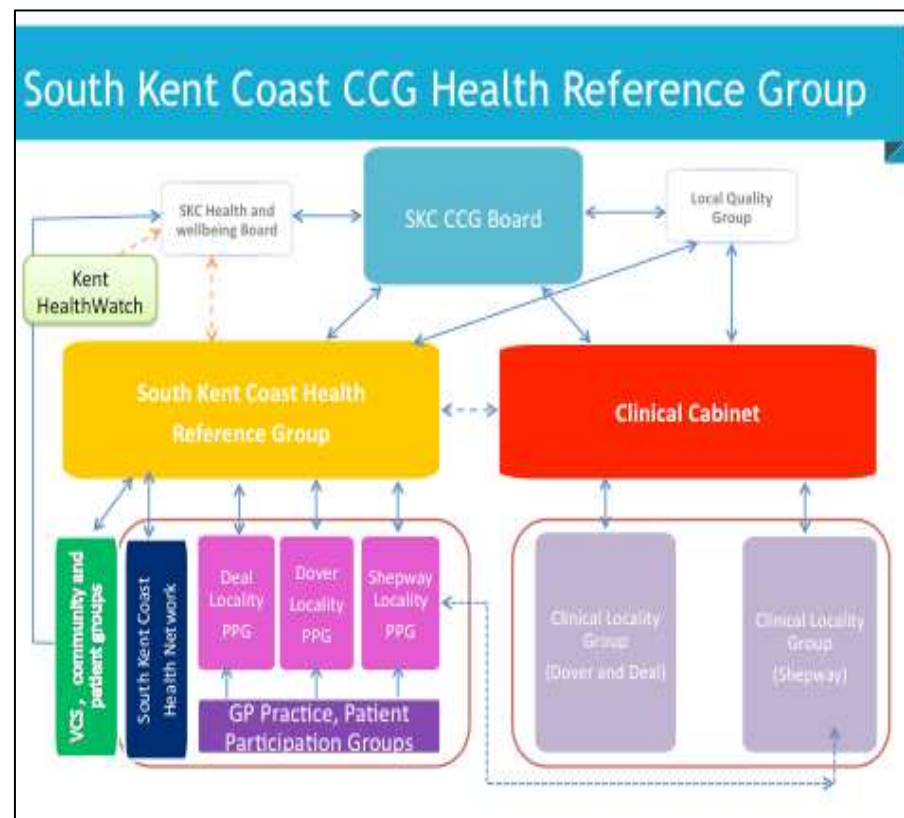 South Kent Coast CCG Health Reference Group
SKC Health and
wellbeing Board
SKC CCG Board
Local Quality
Group
Kent
HealthWatch
South Kent Coast Health
Reference Group
Clinical Cabinet
VCS , community and
patient groups
South Kent Coast
Health Network
Deal
Locality
PPG
Dover
Locality
PPG
Shepway
Locality
PPG
GP Practice, Patient
Participation Groups
Clinical Locality
Group
(Dover and Deal)
Clinical Locality
Group
(Shepway)